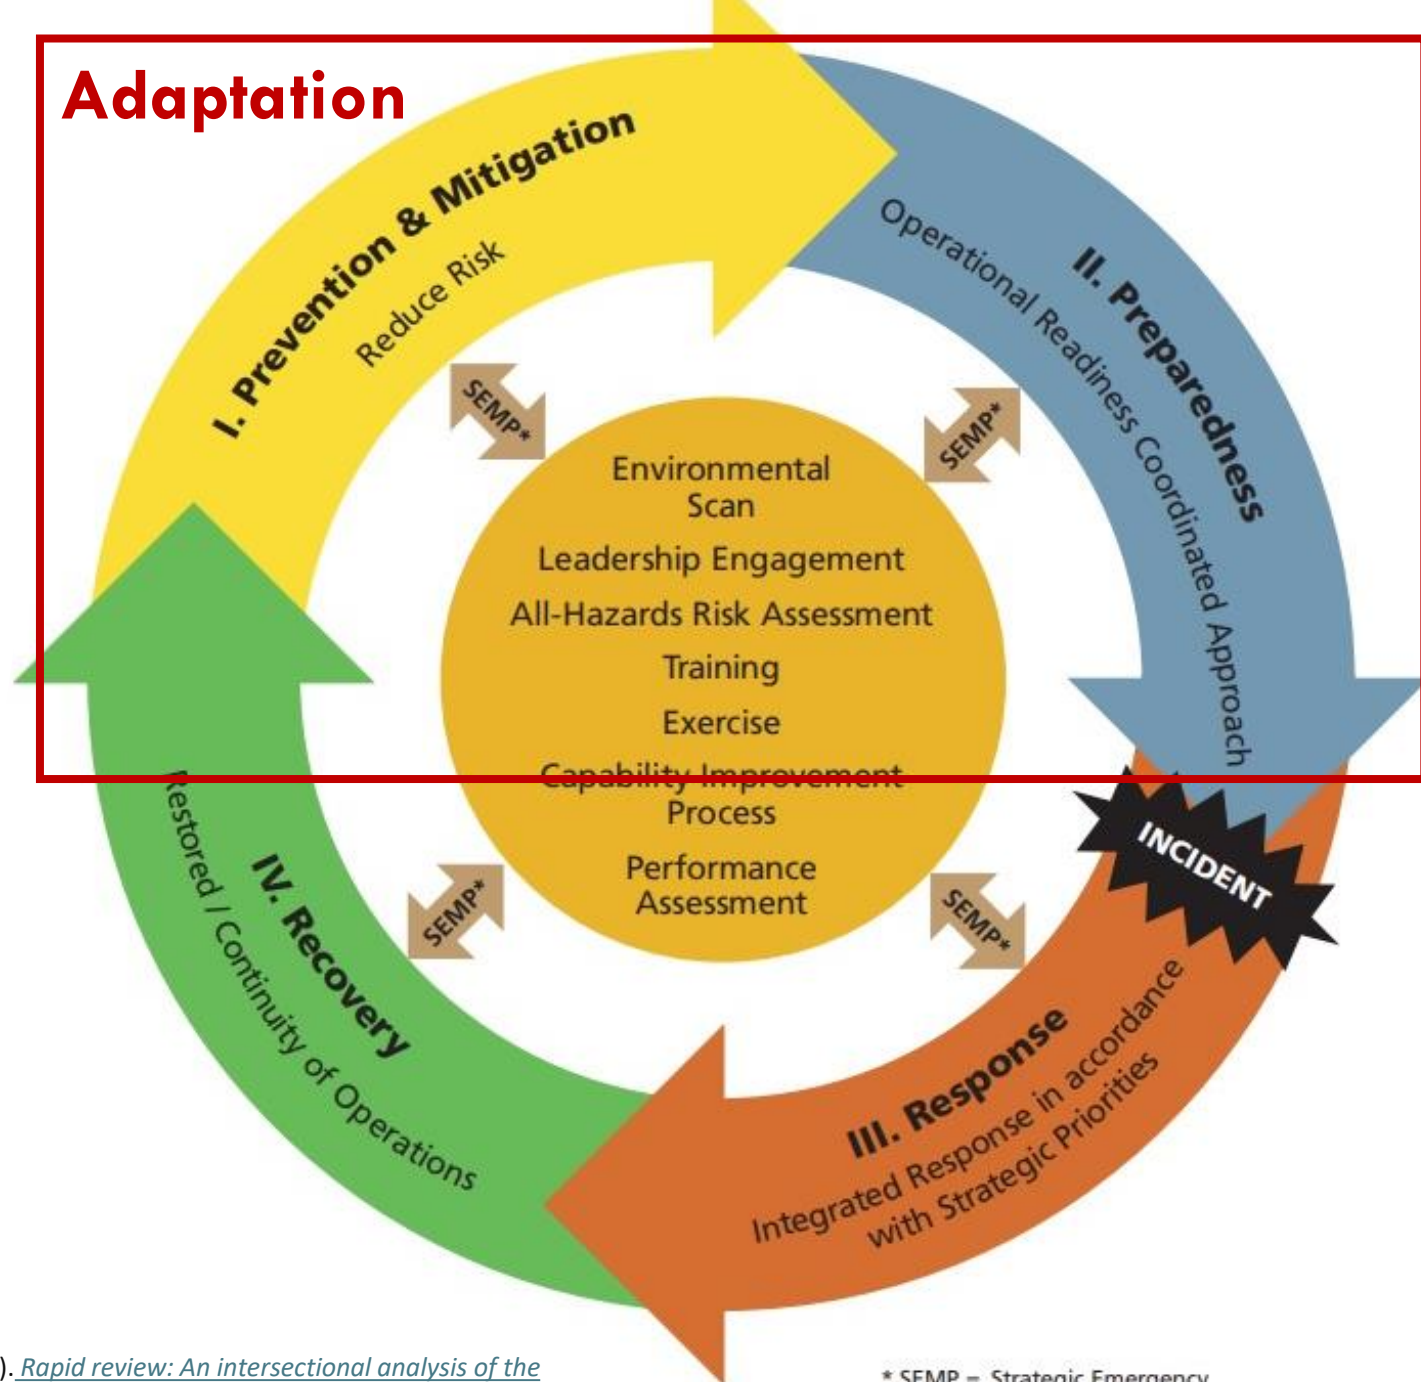 Adaptation
I. Prevention & Mitigation
Reduce Risk
II. Preparedness
Operational Readiness Coordinated Approach
SEMP*
SEMP*
Environmental
Scan
Leadership Engagement
All-Hazards Risk Assessment
Training
Exercise
Capability Improvement
Process
Performance
Assessment
INCIDENT
SEMP*
SEMP*
III. Response
Integrated Response in accordance
with Strategic Priorities
IV. Recovery
Restored / Continuity of Operations
). Rapid review: An intersectional analysis of the
* SEMP = Strategic Emergency